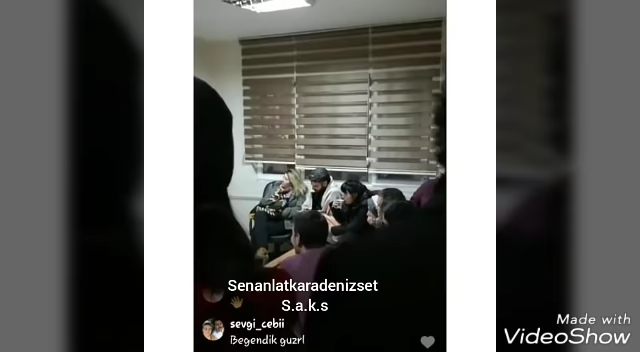 Senanlatkaradenizset
S.a.k.s
sevgi_cebii
Begendik guzrl
Made with
VideoShow